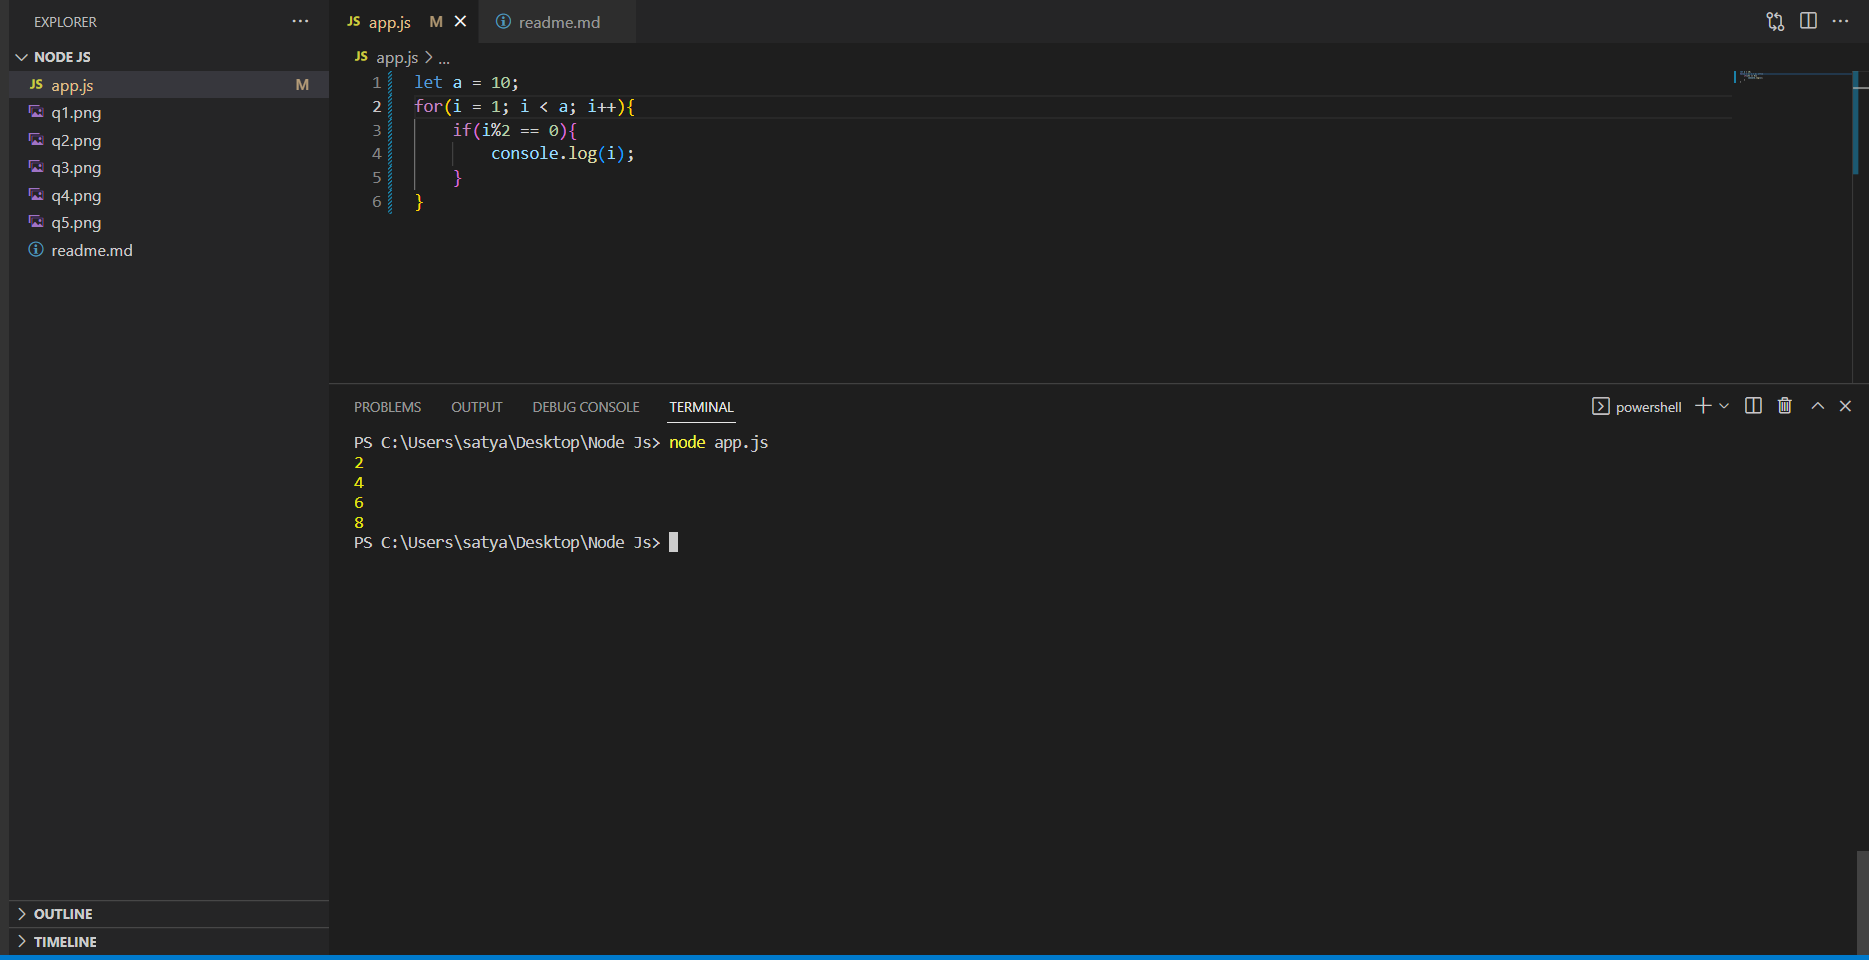 EXPLORER
NODE JS
JS app.js M
q1.png
q2.png
q3.png
q4.png
q5.png
readme.md
OUTLINE
TIMELINE
JS app.js M
readme.md
JS app.js > ...
1 let a = 10;
2 for(i = 1; i < a; i++){
3     if(i%2 == 0){
4         console.log(i);
5     }
6 }
PROBLEMS OUTPUT DEBUG CONSOLE TERMINAL
powershell
PS C:\Users\satya\Desktop\Node Js> node app.js
2
4
6
8
PS C:\Users\satya\Desktop\Node Js>